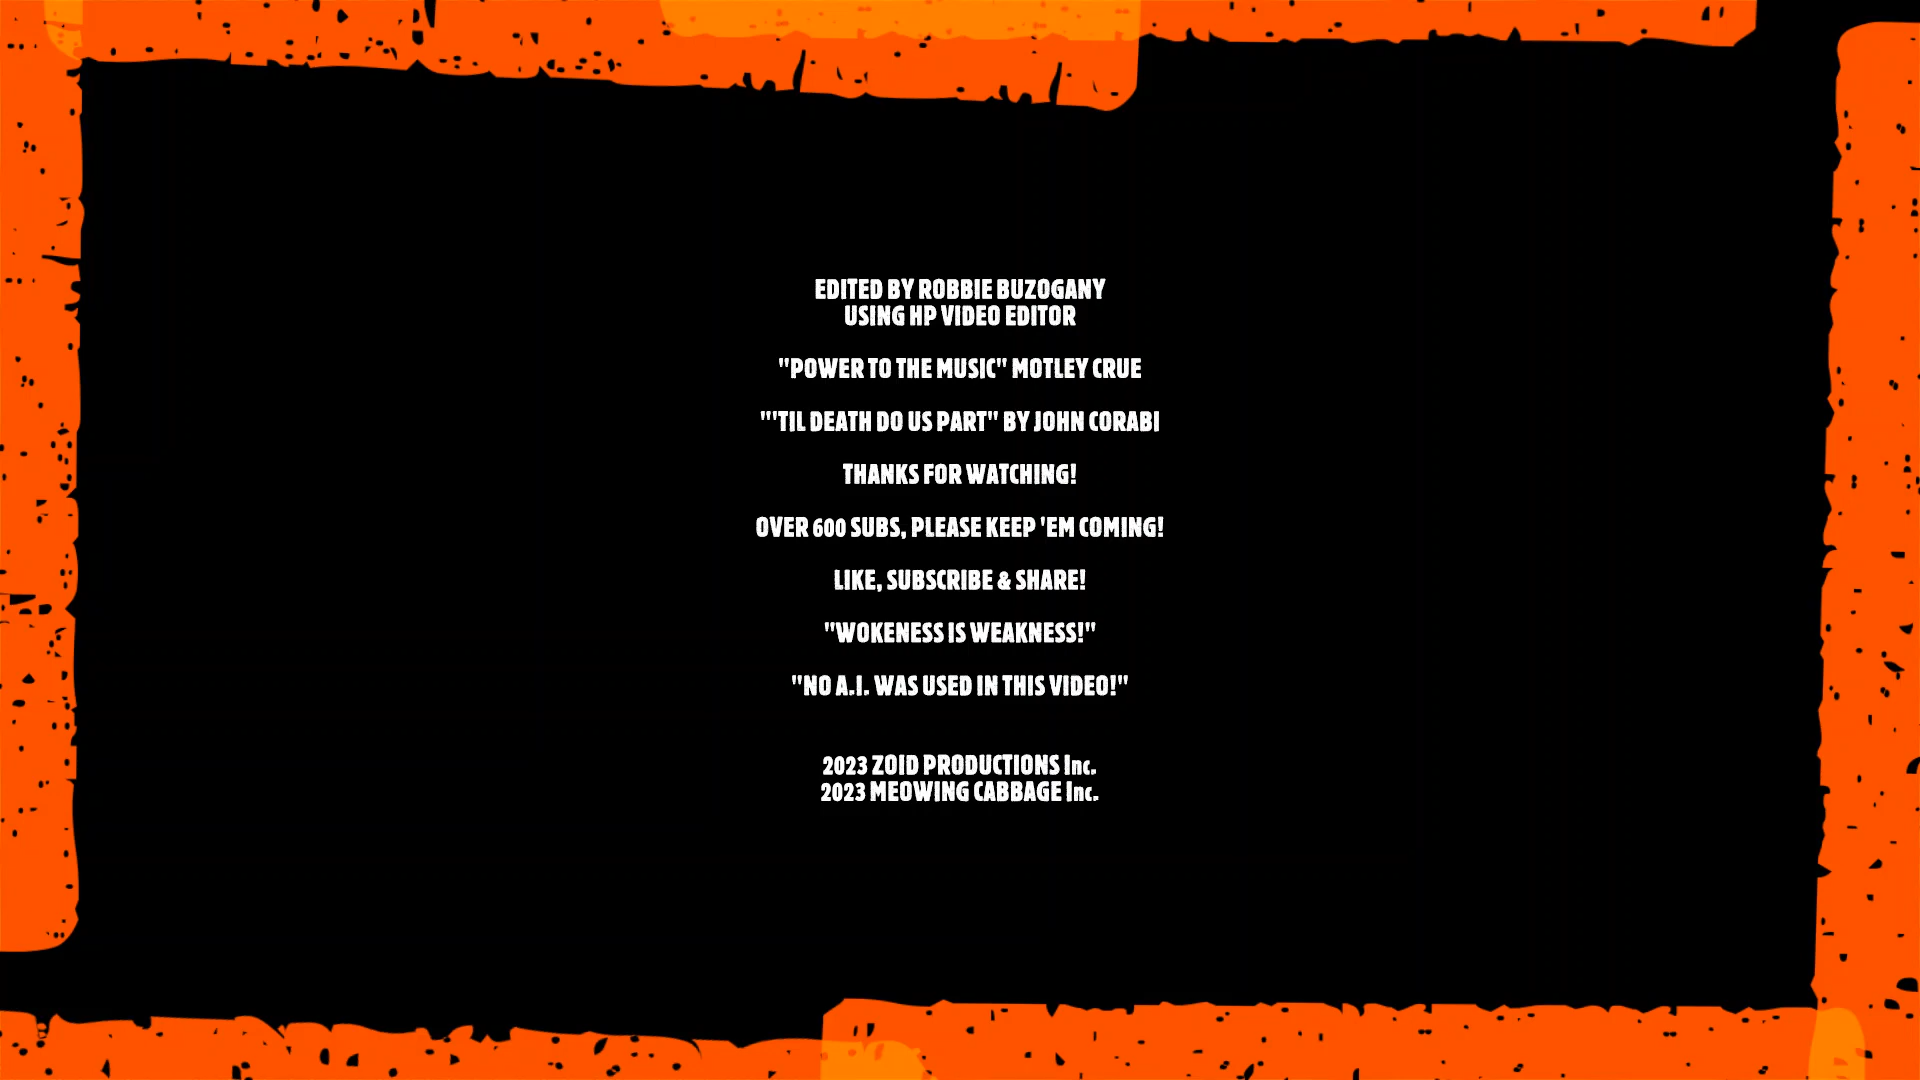 EDITED BY ROBBIE BUZOGANY
USING HP VIDEO EDITOR
"POWER TO THE MUSIC" MOTLEY CRUE
"'TIL DEATH DO US PART" BY JOHN CORABI
THANKS FOR WATCHING!
OVER 600 SUBS, PLEASE KEEP 'EM COMING!
LIKE, SUBSCRIBE & SHARE!
"WOKENESS IS WEAKNESS!"
"NO A.I. WAS USED IN THIS VIDEO!"
2023 ZOID PRODUCTIONS Inc.
2023 MEOWING CABBAGE Inc.